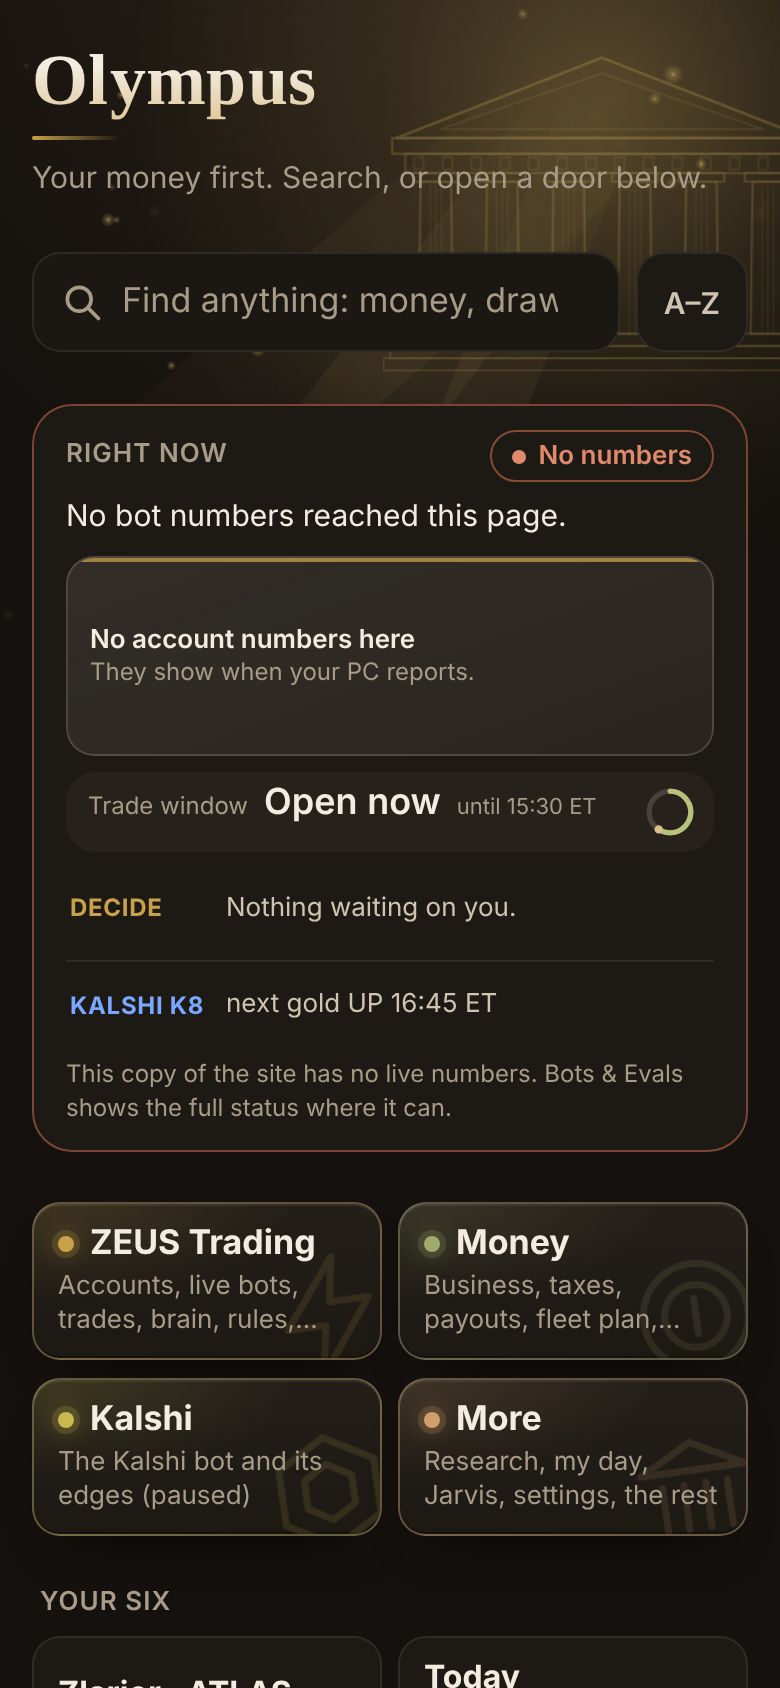 Olympus
Your money first. Search, or open a door below.
Find anything: money, draw
A–Z
RIGHT NOW
No numbers
No bot numbers reached this page.
No account numbers here
They show when your PC reports.
Trade window Open now until 15:30 ET
DECIDE Nothing waiting on you.
KALSHI K8 next gold UP 16:45 ET
This copy of the site has no live numbers. Bots & Evals
shows the full status where it can.
ZEUS Trading
Accounts, live bots,
trades, brain, rules,...
Money
Business, taxes,
payouts, fleet plan,...
Kalshi
The Kalshi bot and its
edges (paused)
More
Research, my day,
Jarvis, settings, the rest
YOUR SIX
Today